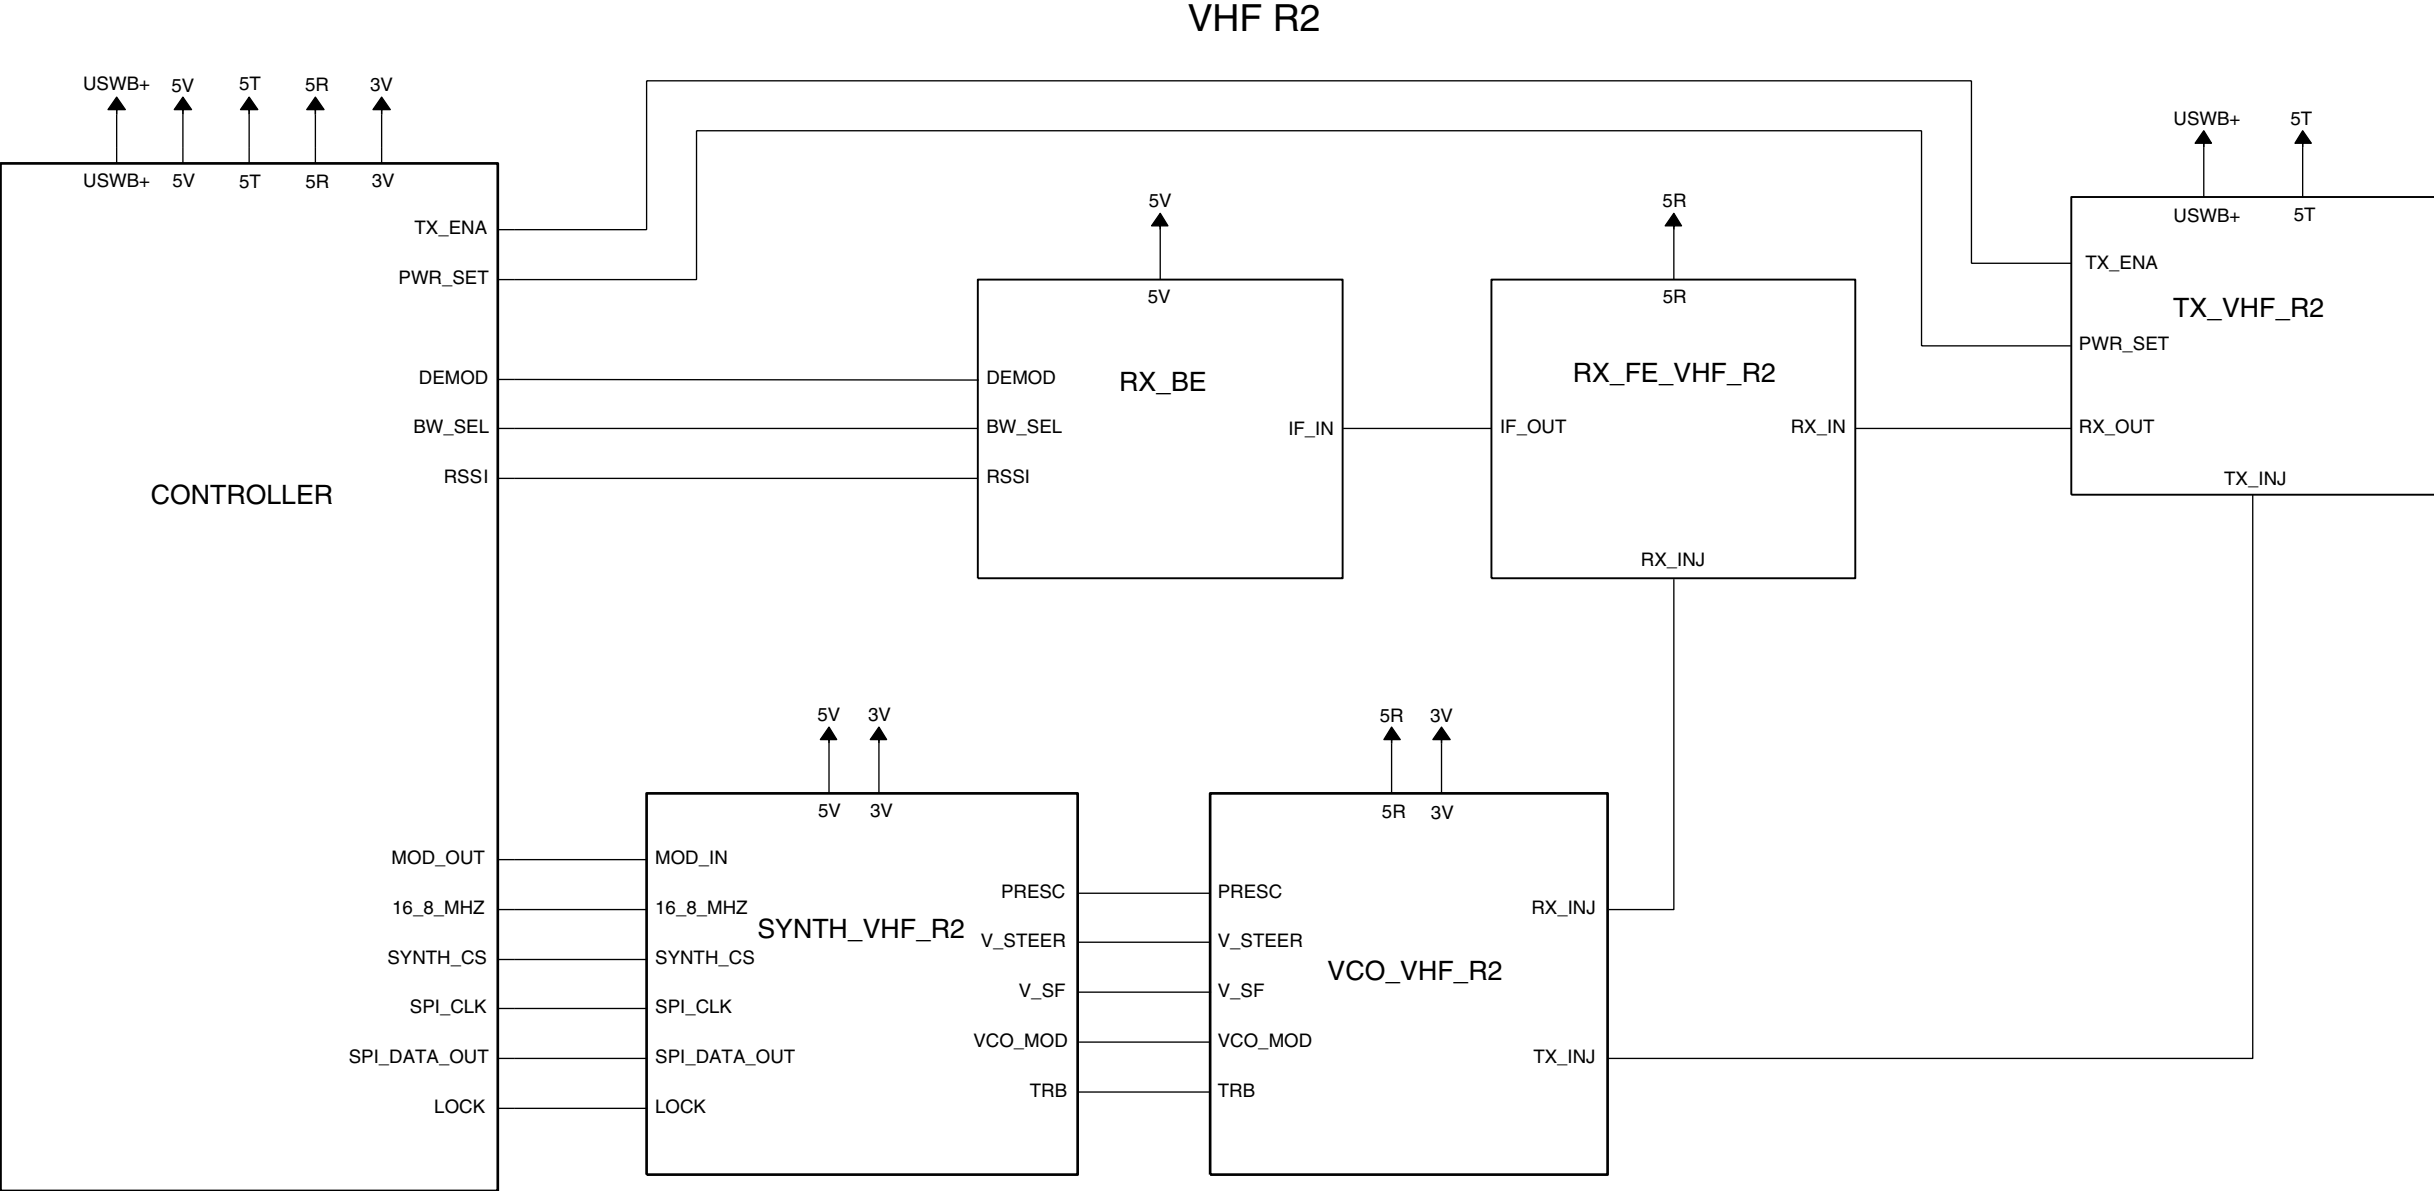 VHF R2
USWB+ 5V 5T 5R 3V
USWB+ 5V 5T 5R 3V
TX_ENA
PWR_SET
DEMOD
BW_SEL
RSSI
CONTROLLER
MOD_OUT
16_8_MHZ
SYNTH_CS
SPI_CLK
SPI_DATA_OUT
LOCK
5V
5V
DEMOD
RX_BE
BW_SEL
IF_IN
RSSI
5R
5R
RX_FE_VHF_R2
IF_OUT
RX_IN
RX_INJ
USWB+ 5T
USWB+ 5T
TX_ENA
TX_VHF_R2
PWR_SET
RX_OUT
TX_INJ
5V 3V
5V 3V
MOD_IN
16_8_MHZ
SYNTH_VHF_R2
SYNTH_CS
SPI_CLK
SPI_DATA_OUT
LOCK
PRESC
V_STEER
V_SF
VCO_MOD
TRB
5R 3V
5R 3V
PRESC
V_STEER
V_SF
VCO_MOD
TRB
VCO_VHF_R2
RX_INJ
TX_INJ